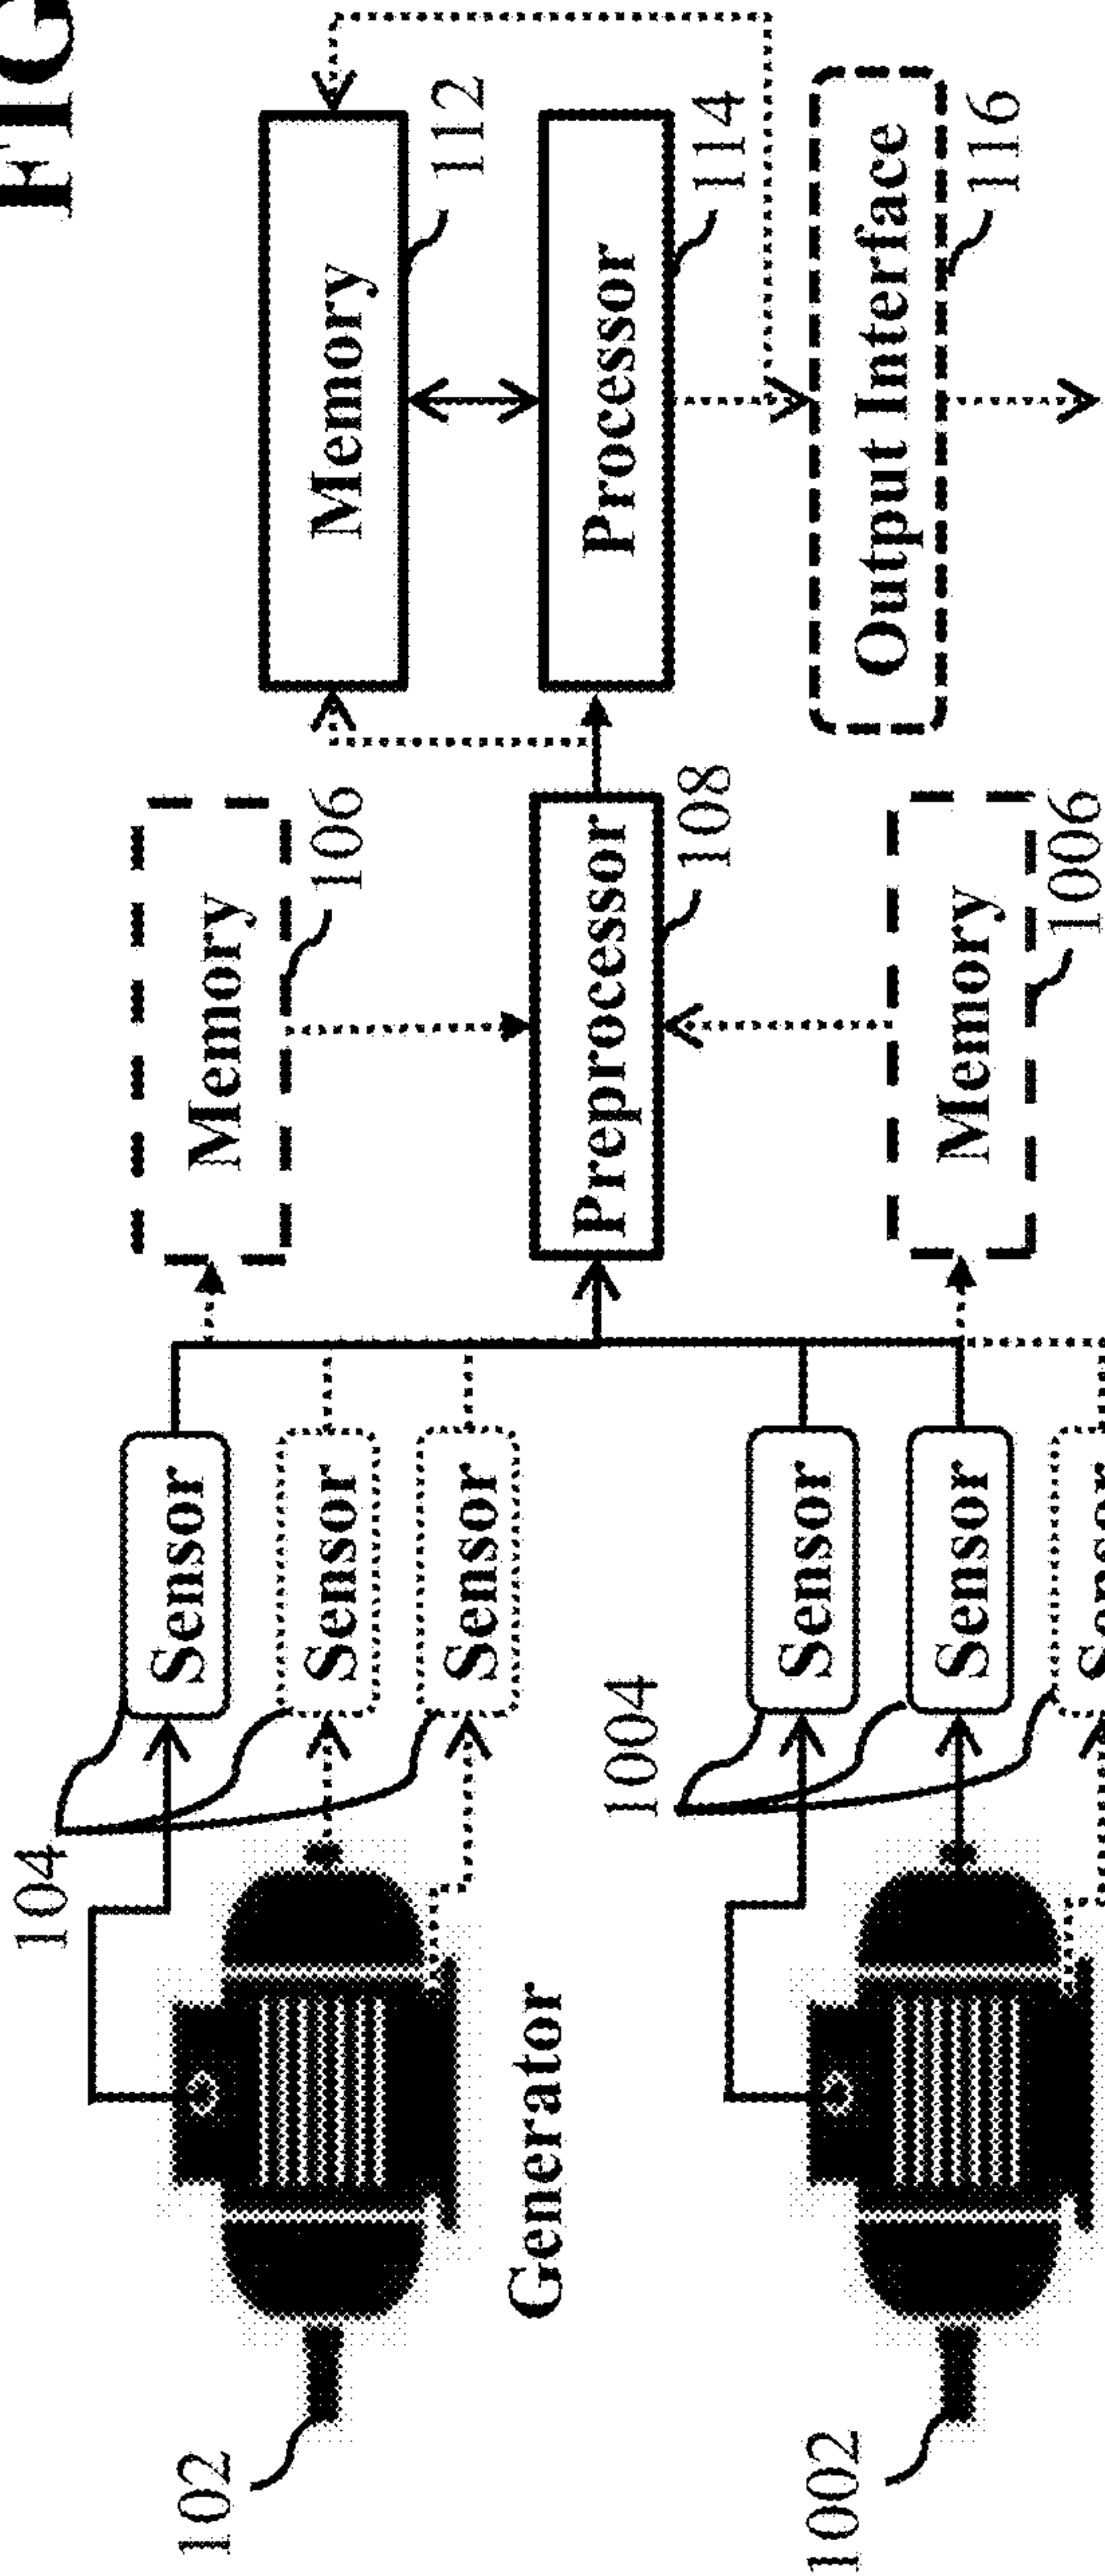 FIG
104
Sensor
Memory
106
Memory
112
Sensor
Sensor
102
Generator
Preprocessor
108
Processor
114
1004
Sensor
Output Interface
116
Sensor
Memory
1006
1002
Sensor